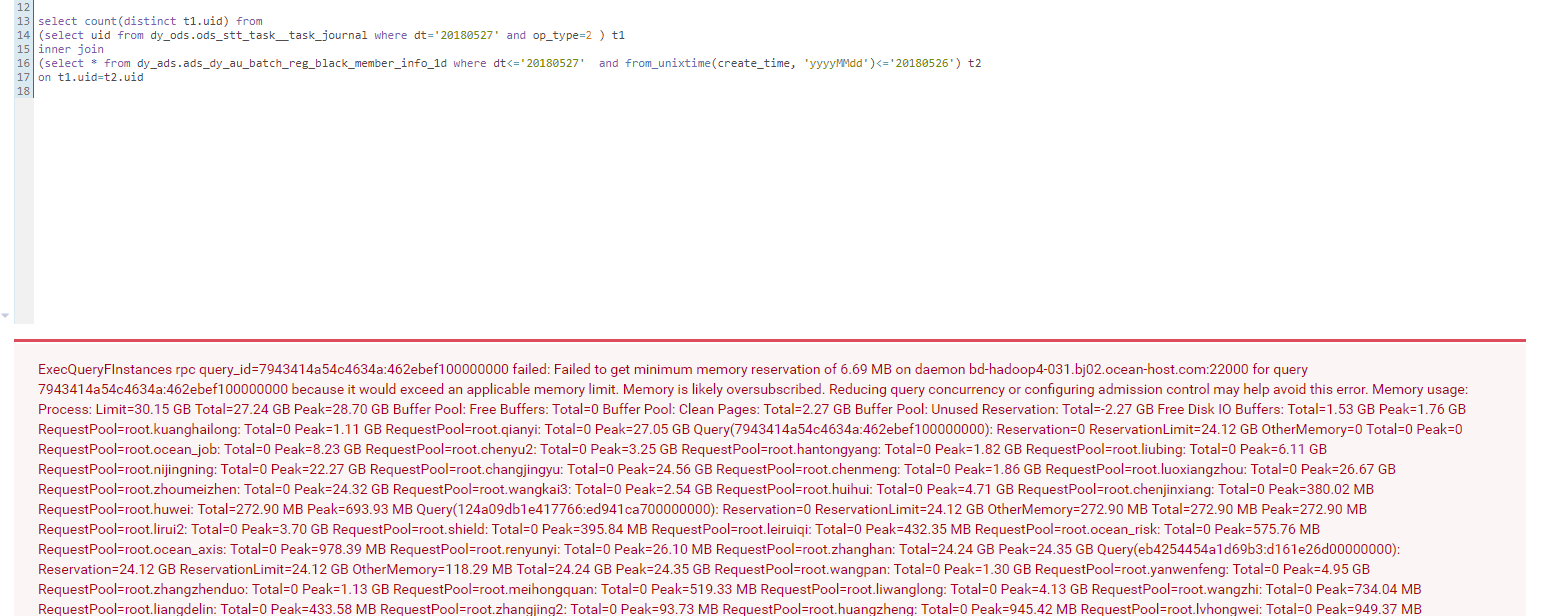 12
13 select count(distinct t1.uid) from
14 (select uid from dy_ods.ods_stt_task__task_journal where dt='20180527' and op_type=2 ) t1
15 inner join
16 (select * from dy_ads.ads_dy_au_batch_reg_black_member_info_1d where dt<='20180527'  and from_unixtime(create_time, 'yyyyMMdd')<='20180526') t2
17 on t1.uid=t2.uid
18
ExecQueryFInstances rpc query_id=7943414a54c4634a:462ebef100000000 failed: Failed to get minimum memory reservation of 6.69 MB on daemon bd-hadoop4-031.bj02.ocean-host.com:22000 for query
7943414a54c4634a:462ebef100000000 because it would exceed an applicable memory limit. Memory is likely oversubscribed. Reducing query concurrency or configuring admission control may help avoid this error. Memory usage:
Process: Limit=30.15 GB Total=27.24 GB Peak=28.70 GB Buffer Pool: Free Buffers: Total=0 Buffer Pool: Clean Pages: Total=2.27 GB Buffer Pool: Unused Reservation: Total=-2.27 GB Free Disk IO Buffers: Total=1.53 GB Peak=1.76 GB
RequestPool=root.kuanghailong: Total=0 Peak=1.11 GB RequestPool=root.qianyi: Total=0 Peak=27.05 GB Query(7943414a54c4634a:462ebef100000000): Reservation=0 ReservationLimit=24.12 GB OtherMemory=0 Total=0 Peak=0
RequestPool=root.ocean_job: Total=0 Peak=8.23 GB RequestPool=root.chenyu2: Total=0 Peak=3.25 GB RequestPool=root.hantongyang: Total=0 Peak=1.82 GB RequestPool=root.liubing: Total=0 Peak=6.11 GB
RequestPool=root.nijingning: Total=0 Peak=22.27 GB RequestPool=root.changjingyu: Total=0 Peak=24.56 GB RequestPool=root.chenmeng: Total=0 Peak=1.86 GB RequestPool=root.luoxiangzhou: Total=0 Peak=26.67 GB
RequestPool=root.zhoumeizhen: Total=0 Peak=24.32 GB RequestPool=root.wangkai3: Total=0 Peak=2.54 GB RequestPool=root.huihui: Total=0 Peak=4.71 GB RequestPool=root.chenjinxiang: Total=0 Peak=380.02 MB
RequestPool=root.huwei: Total=272.90 MB Peak=693.93 MB Query(124a09db1e417766:ed941ca700000000): Reservation=0 ReservationLimit=24.12 GB OtherMemory=272.90 MB Total=272.90 MB Peak=272.90 MB
RequestPool=root.lirui2: Total=0 Peak=3.70 GB RequestPool=root.shield: Total=0 Peak=395.84 MB RequestPool=root.leiruiqi: Total=0 Peak=432.35 MB RequestPool=root.ocean_risk: Total=0 Peak=575.76 MB
RequestPool=root.ocean_axis: Total=0 Peak=978.39 MB RequestPool=root.renyunyi: Total=0 Peak=26.10 MB RequestPool=root.zhanghan: Total=24.24 GB Peak=24.35 GB Query(eb4254454a1d69b3:d161e26d00000000):
Reservation=24.12 GB ReservationLimit=24.12 GB OtherMemory=118.29 MB Total=24.24 GB Peak=24.35 GB RequestPool=root.wangpan: Total=0 Peak=1.30 GB RequestPool=root.yanwenfeng: Total=0 Peak=4.95 GB
RequestPool=root.zhangzhenduo: Total=0 Peak=1.13 GB RequestPool=root.meihongquan: Total=0 Peak=519.33 MB RequestPool=root.liwanglong: Total=0 Peak=4.13 GB RequestPool=root.wangzhi: Total=0 Peak=734.04 MB
RequestPool=root.liangdelin: Total=0 Peak=433.58 MB RequestPool=root.zhangjing2: Total=0 Peak=93.73 MB RequestPool=root.huangzheng: Total=0 Peak=945.42 MB RequestPool=root.lvhongwei: Total=0 Peak=949.37 MB